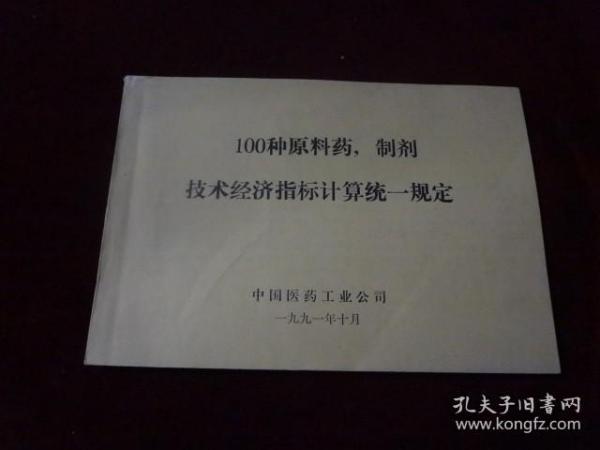 100种原料药，制剂
技术经济指标计算统一规定
中国医药工业公司
一九九一年十月
孔夫子旧书网
www.kongfz.com